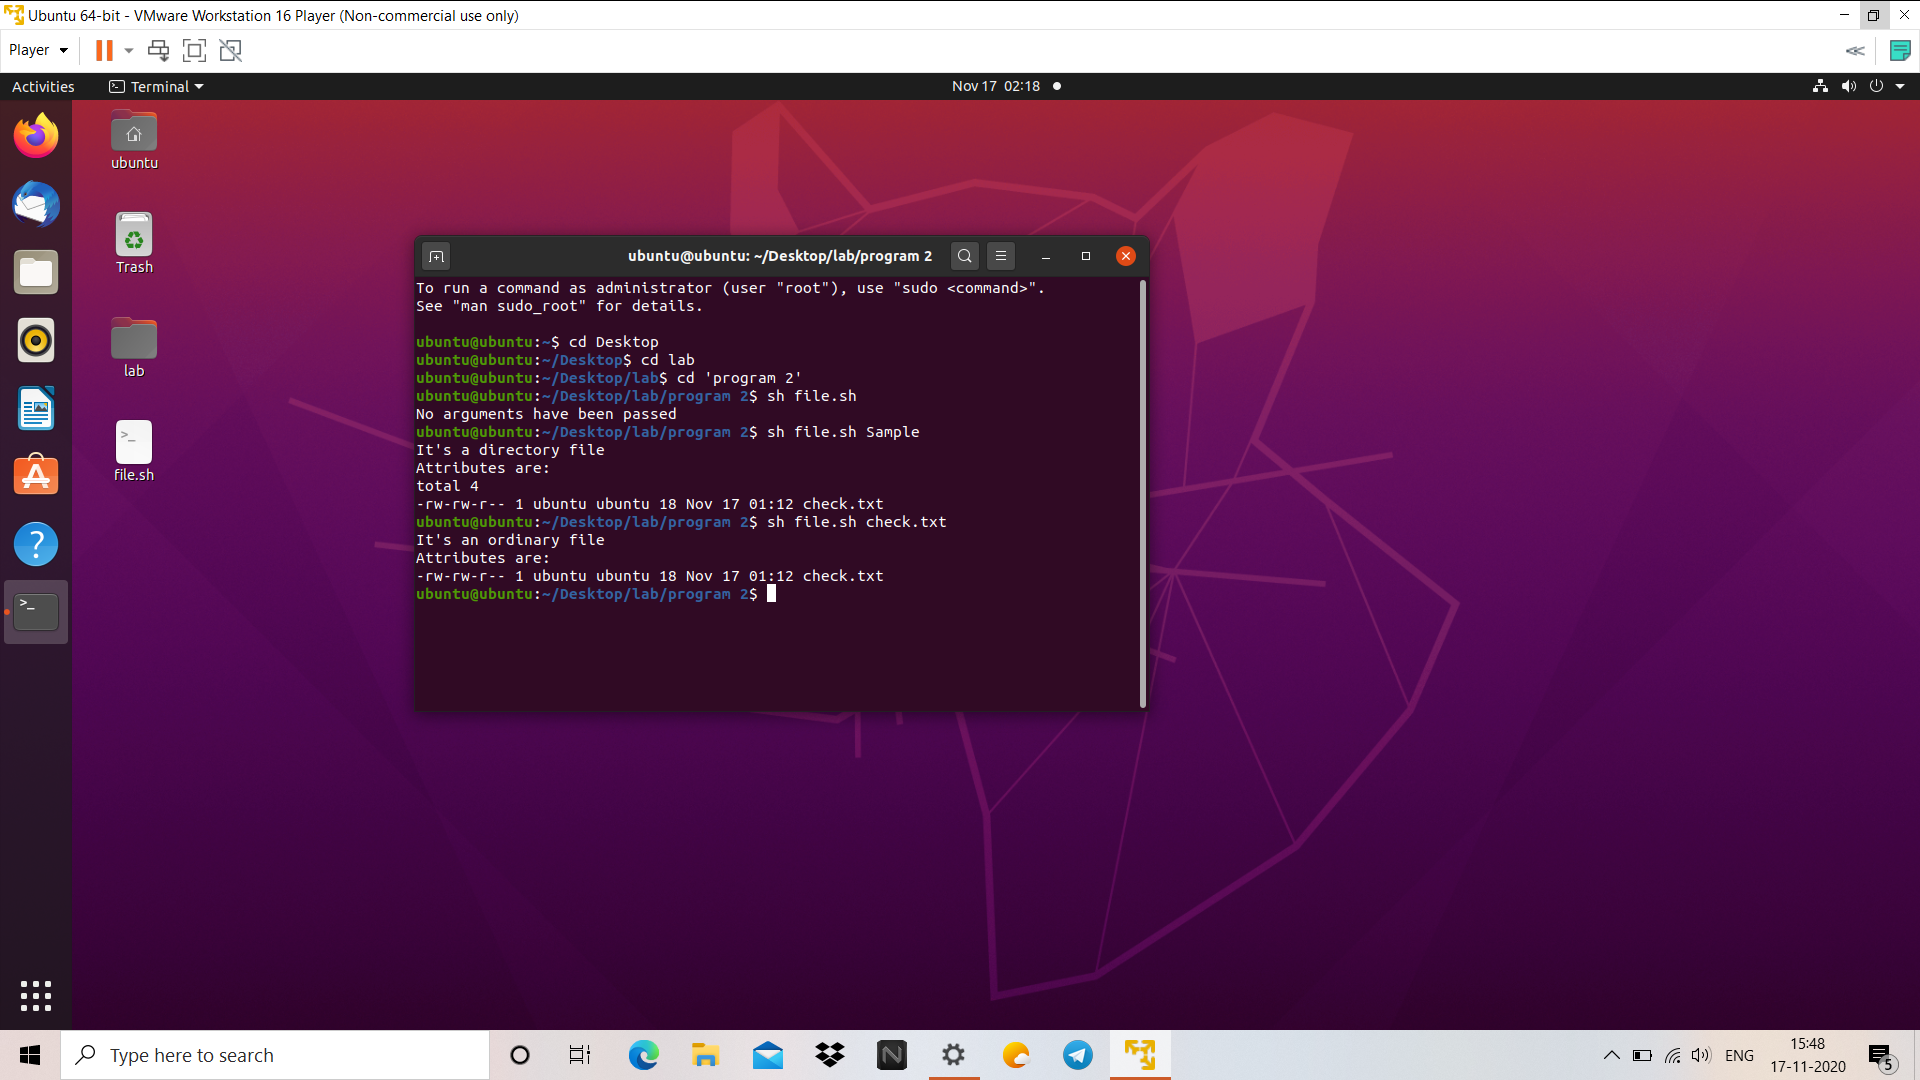 Ubuntu 64-bit - VMware Workstation 16 Player (Non-commercial use only)
Player
Activities
Terminal
Nov 17 02:18
ubuntu
Trash
lab
file.sh
ubuntu@ubuntu: ~/Desktop/lab/program 2
To run a command as administrator (user "root"), use "sudo <command>".
See "man sudo_root" for details.
ubuntu@ubuntu:~$ cd Desktop
ubuntu@ubuntu:~/Desktop$ cd lab
ubuntu@ubuntu:~/Desktop/lab$ cd 'program 2'
ubuntu@ubuntu:~/Desktop/lab/program 2$ sh file.sh
No arguments have been passed
ubuntu@ubuntu:~/Desktop/lab/program 2$ sh file.sh Sample
It's a directory file
Attributes are:
total 4
-rw-rw-r-- 1 ubuntu ubuntu 18 Nov 17 01:12 check.txt
ubuntu@ubuntu:~/Desktop/lab/program 2$ sh file.sh check.txt
It's an ordinary file
Attributes are:
-rw-rw-r-- 1 ubuntu ubuntu 18 Nov 17 01:12 check.txt
ubuntu@ubuntu:~/Desktop/lab/program 2$
Type here to search
ENG
15:48
17-11-2020
5